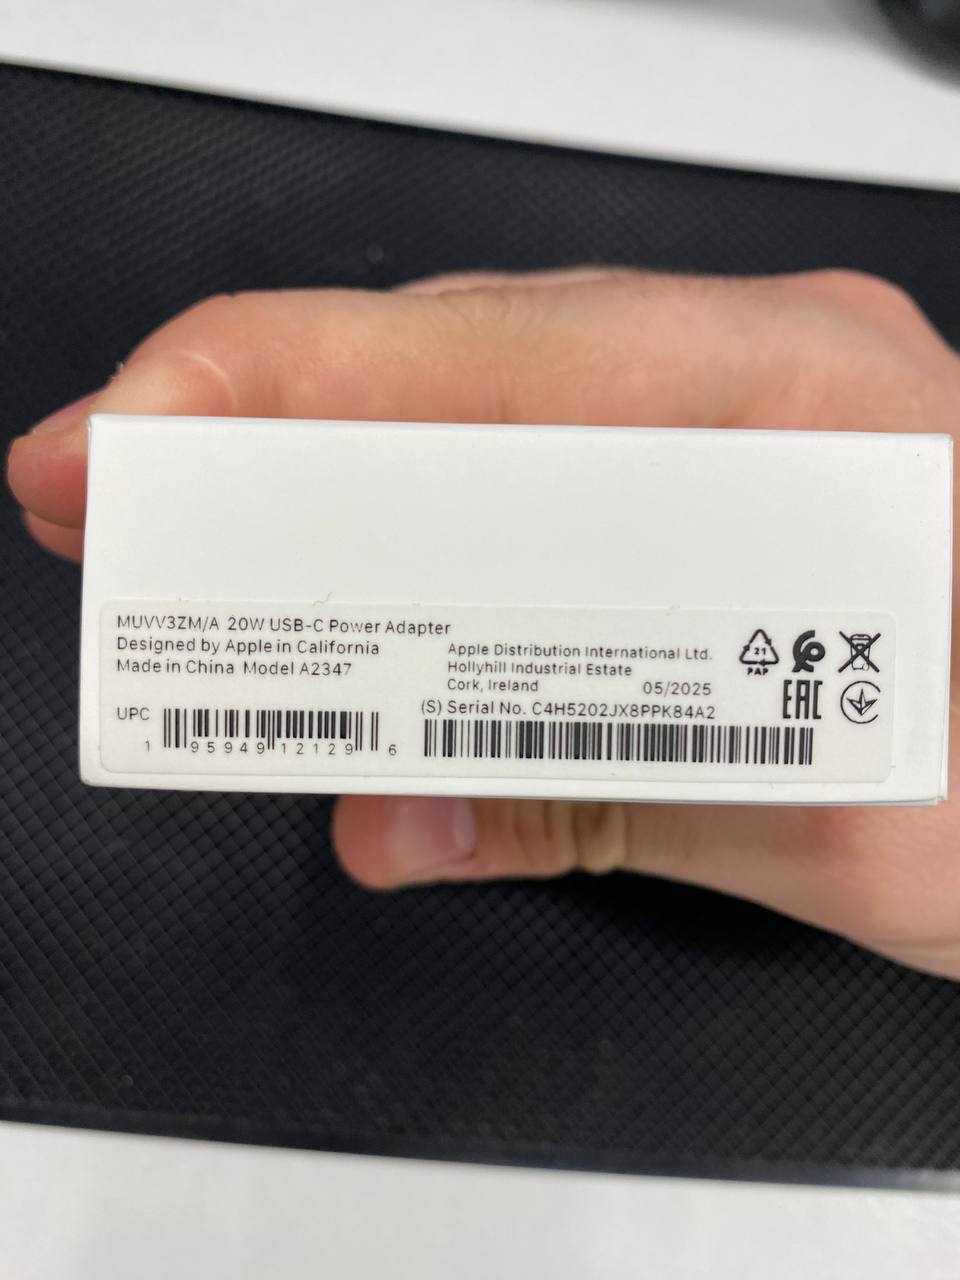 MUVV3ZM/A 20W USB-C Power Adapter
Designed by Apple in California
Made in China Model A2347
Apple Distribution International Ltd.
Hollyhill Industrial Estate
Cork, Ireland 05/2025
(S) Serial No. C4H5202JX8PPK84A2
UPC
1 95949 12129 6
21
PAP
EAC